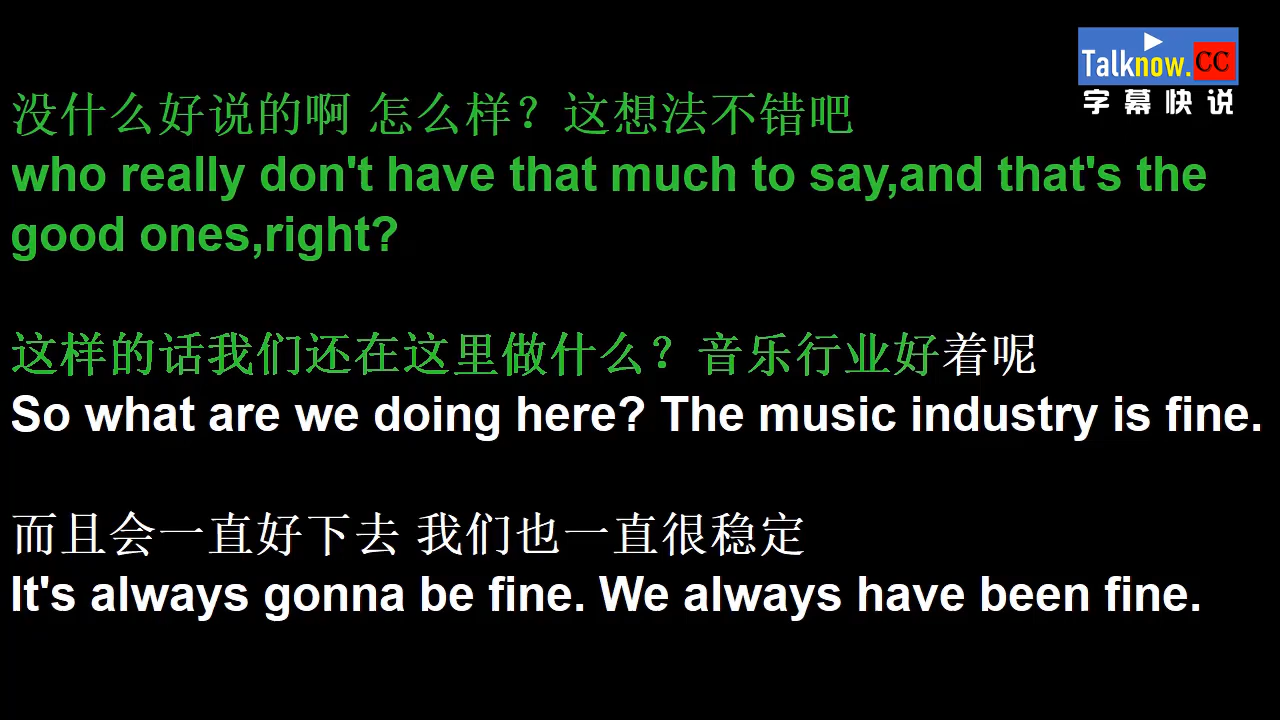 Talknow.CC
字幕快说
没什么好说的啊 怎么样？这想法不错吧
who really don't have that much to say,and that's the
good ones,right?
这样的话我们还在这里做什么？音乐行业好着呢
So what are we doing here? The music industry is fine.
而且会一直好下去 我们也一直很稳定
It's always gonna be fine. We always have been fine.